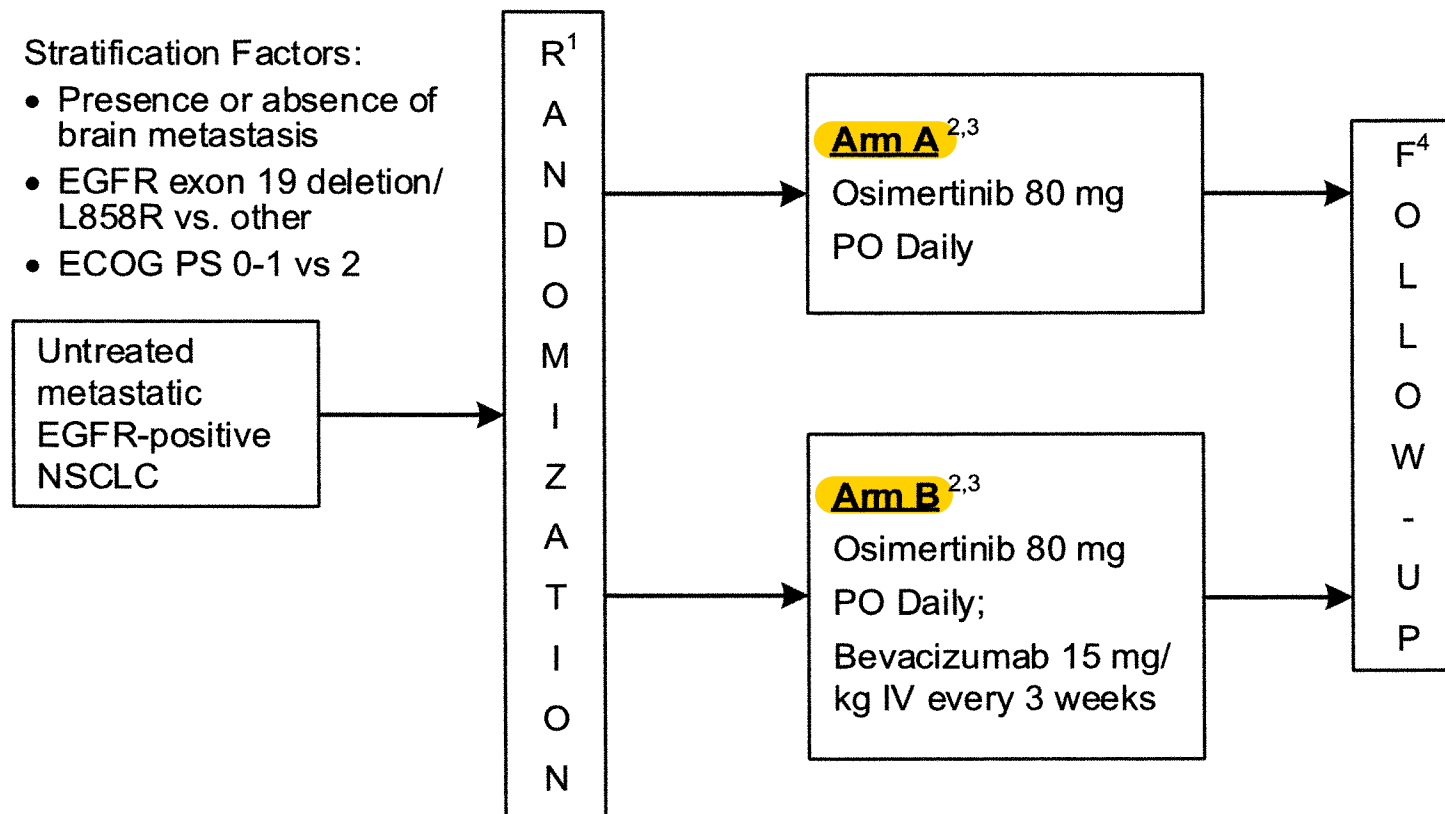 Stratification Factors:
• Presence or absence of
brain metastasis
• EGFR exon 19 deletion/
L858R vs. other
• ECOG PS 0-1 vs 2
Untreated
metastatic
EGFR-positive
NSCLC
R¹
A
N
D
O
M
I
Z
A
T
I
O
N
Arm A 2,3
Osimertinib 80 mg
PO Daily
Arm B 2,3
Osimertinib 80 mg
PO Daily;
Bevacizumab 15 mg/
kg IV every 3 weeks
F⁴
O
L
L
O
W
-
U
P